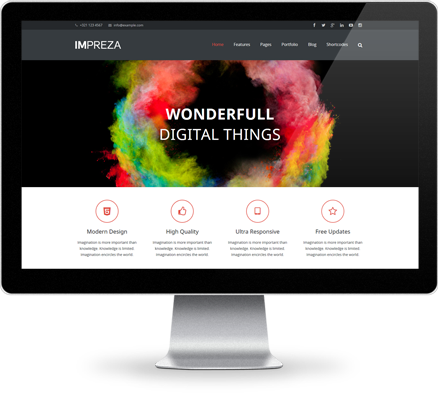 +321 123 4567 info@example.com
IMPREZA
Home Features Pages Portfolio Blog Shortcodes
WONDERFULL
DIGITAL THINGS
Modern Design High Quality Ultra Responsive Free Updates
Imagination is more important than Imagination is more important than Imagination is more important than Imagination is more important than
knowledge. Knowledge is limited. knowledge. Knowledge is limited. knowledge. Knowledge is limited. knowledge. Knowledge is limited.
Imagination encircles the world. Imagination encircles the world. Imagination encircles the world. Imagination encircles the world.